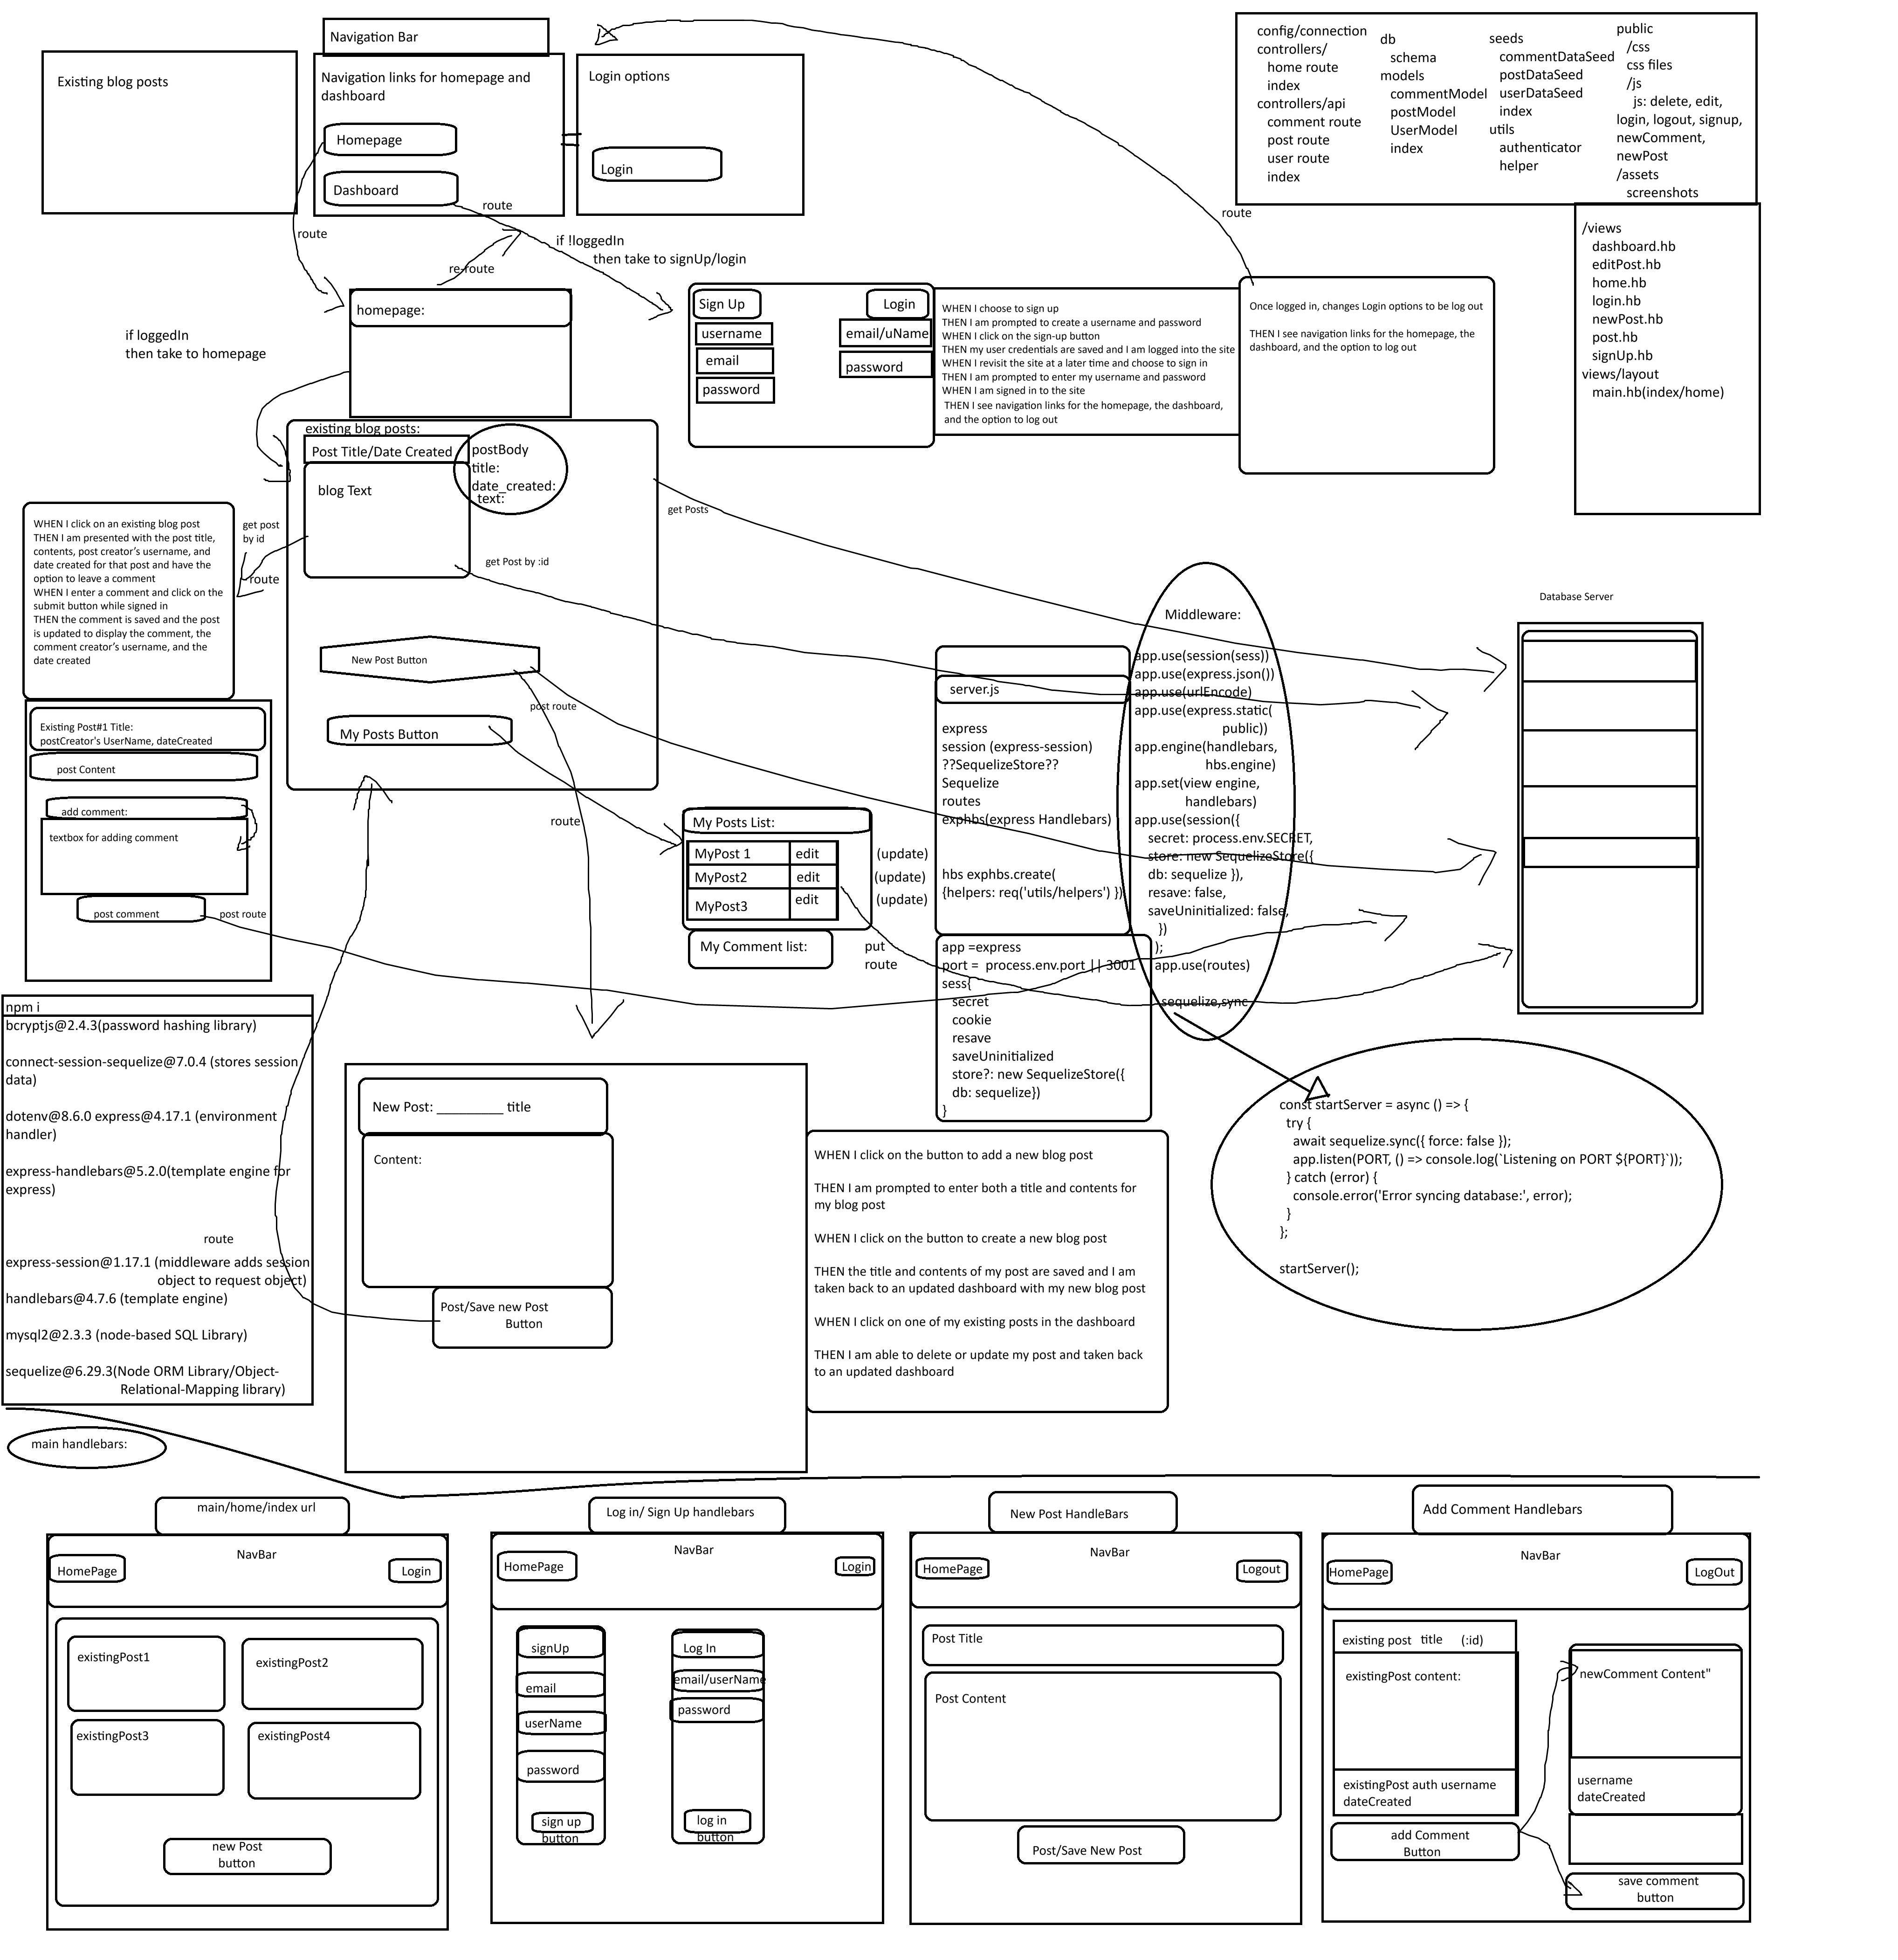 Navigation Bar
Existing blog posts
Navigation links for homepage and
dashboard
Homepage
Dashboard
Login options
Login
config/connection
controllers/
home route
index
controllers/api
comment route
post route
user route
index
db
schema
models
commentModel
postModel
UserModel
index
seeds
commentDataSeed
postDataSeed
userDataSeed
index
utils
authenticator
helper
public
/css
css files
/js
js: delete, edit,
login, logout, signup,
newComment,
newPost
/assets
screenshots
/views
dashboard.hb
editPost.hb
home.hb
login.hb
newPost.hb
post.hb
signUp.hb
views/layout
main.hb(index/home)
route
route
route
re-route
if !loggedIn
then take to signUp/login
if loggedIn
then take to homepage
homepage:
Sign Up
username
email
password
Login
email/uName
password
WHEN I choose to sign up
THEN I am prompted to create a username and password
WHEN I click on the sign-up button
THEN my user credentials are saved and I am logged into the site
WHEN I revisit the site at a later time and choose to sign in
THEN I am prompted to enter my username and password
WHEN I am signed in to the site
THEN I see navigation links for the homepage, the dashboard,
and the option to log out
Once logged in, changes Login options to be log out
THEN I see navigation links for the homepage, the
dashboard, and the option to log out
existing blog posts:
Post Title/Date Created
blog Text
postBody
title:
date_created:
text:
get Posts
get Post by :id
get post
by id
route
WHEN I click on an existing blog post
THEN I am presented with the post title,
contents, post creator’s username, and
date created for that post and have the
option to leave a comment
WHEN I enter a comment and click on the
submit button while signed in
THEN the comment is saved and the post
is updated to display the comment, the
comment creator’s username, and the
date created
New Post Button
post route
My Posts Button
route
Existing Post#1 Title:
postCreator's UserName, dateCreated
post Content
add comment:
textbox for adding comment
post comment
post route
My Posts List:
MyPost 1
edit
(update)
MyPost2
edit
(update)
MyPost3
edit
(update)
My Comment list:
put
route
server.js
express
session (express-session)
??SequelizeStore??
Sequelize
routes
exphbs(express Handlebars)
hbs exphbs.create(
{helpers: req('utils/helpers') })
app =express
port =  process.env.port || 3001
sess{
secret
cookie
resave
saveUninitialized
store?: new SequelizeStore({
db: sequelize})
}
Middleware:
app.use(session(sess))
app.use(express.json())
app.use(urlEncode)
app.use(express.static(
public))
app.engine(handlebars,
hbs.engine)
app.set(view engine,
handlebars)
app.use(session({
secret: process.env.SECRET,
store: new SequelizeStore({
db: sequelize }),
resave: false,
saveUninitialized: false,
})
);
app.use(routes)
sequelize,sync
Database Server
const startServer = async () => {
try {
await sequelize.sync({ force: false });
app.listen(PORT, () => console.log(`Listening on PORT ${PORT}`));
} catch (error) {
console.error('Error syncing database:', error);
}
};
startServer();
npm i
bcryptjs@2.4.3(password hashing library)
connect-session-sequelize@7.0.4 (stores session
data)
dotenv@8.6.0 express@4.17.1 (environment
handler)
express-handlebars@5.2.0(template engine for
express)
route
express-session@1.17.1 (middleware adds session
object to request object)
handlebars@4.7.6 (template engine)
mysql2@2.3.3 (node-based SQL Library)
sequelize@6.29.3(Node ORM Library/Object-
Relational-Mapping library)
New Post: _________ title
Content:
Post/Save new Post
Button
WHEN I click on the button to add a new blog post
THEN I am prompted to enter both a title and contents for
my blog post
WHEN I click on the button to create a new blog post
THEN the title and contents of my post are saved and I am
taken back to an updated dashboard with my new blog post
WHEN I click on one of my existing posts in the dashboard
THEN I am able to delete or update my post and taken back
to an updated dashboard
main handlebars:
main/home/index url
NavBar
HomePage
Login
existingPost1
existingPost2
existingPost3
existingPost4
new Post
button
Log in/ Sign Up handlebars
NavBar
HomePage
Login
signUp
email
userName
password
sign up
button
Log In
email/userName
password
log in
button
New Post HandleBars
NavBar
HomePage
Logout
Post Title
Post Content
Post/Save New Post
Add Comment Handlebars
NavBar
HomePage
LogOut
existing post title (:id)
existingPost content:
existingPost auth username
dateCreated
add Comment
Button
newComment Content"
username
dateCreated
save comment
button